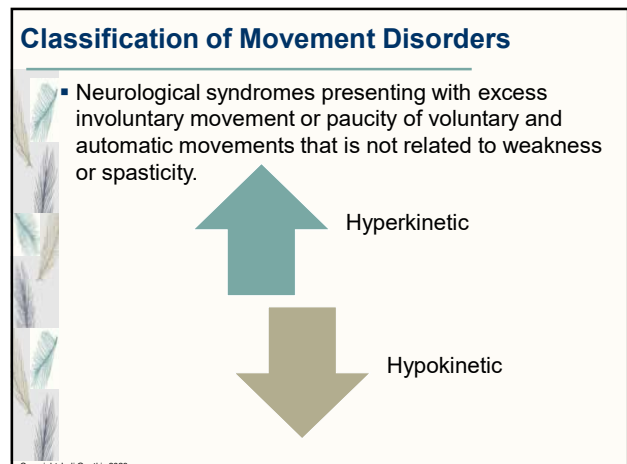 Classification of Movement Disorders
▪ Neurological syndromes presenting with excess
involuntary movement or paucity of voluntary and
automatic movements that is not related to weakness
or spasticity.
Hyperkinetic
Hypokinetic